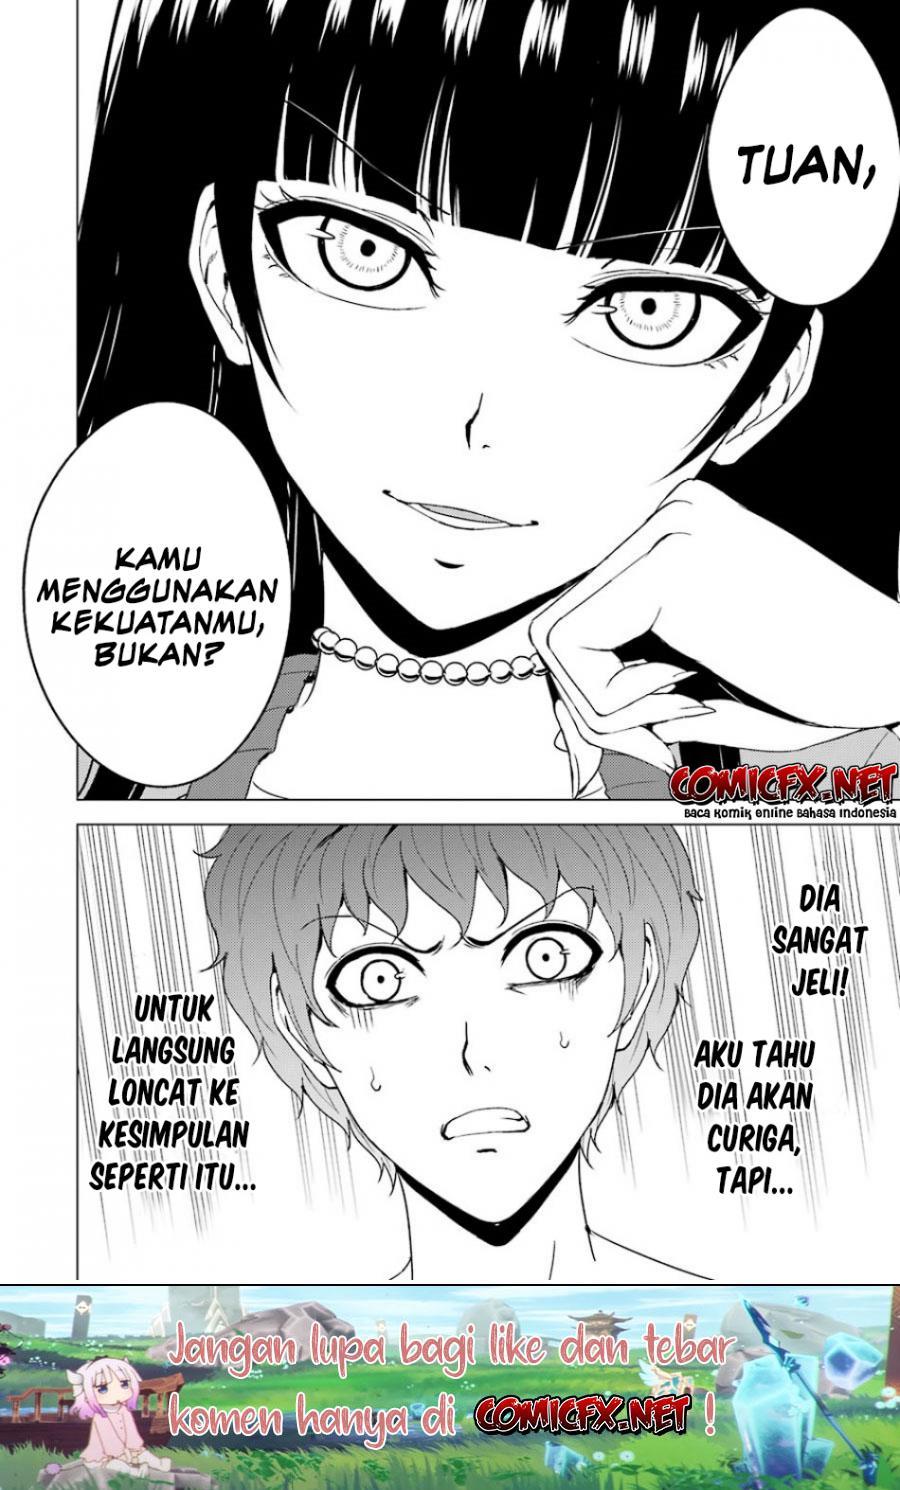 TUAN,
KAMU
MENGGUNAKAN
KEKUATANMU,
BUKAN?
COMICFX.NET
BACA KOMIK ONLINE BAHASA INDONESIA
DIA
SANGAT
JELI!
AKU TAHU
DIA AKAN
CURIGA,
TAPI...
UNTUK
LANGSUNG
LONCAT KE
KESIMPULAN
SEPERTI ITU...
Jangan lupa bagi like dan tebar
komen hanya di COMICFX.NET !